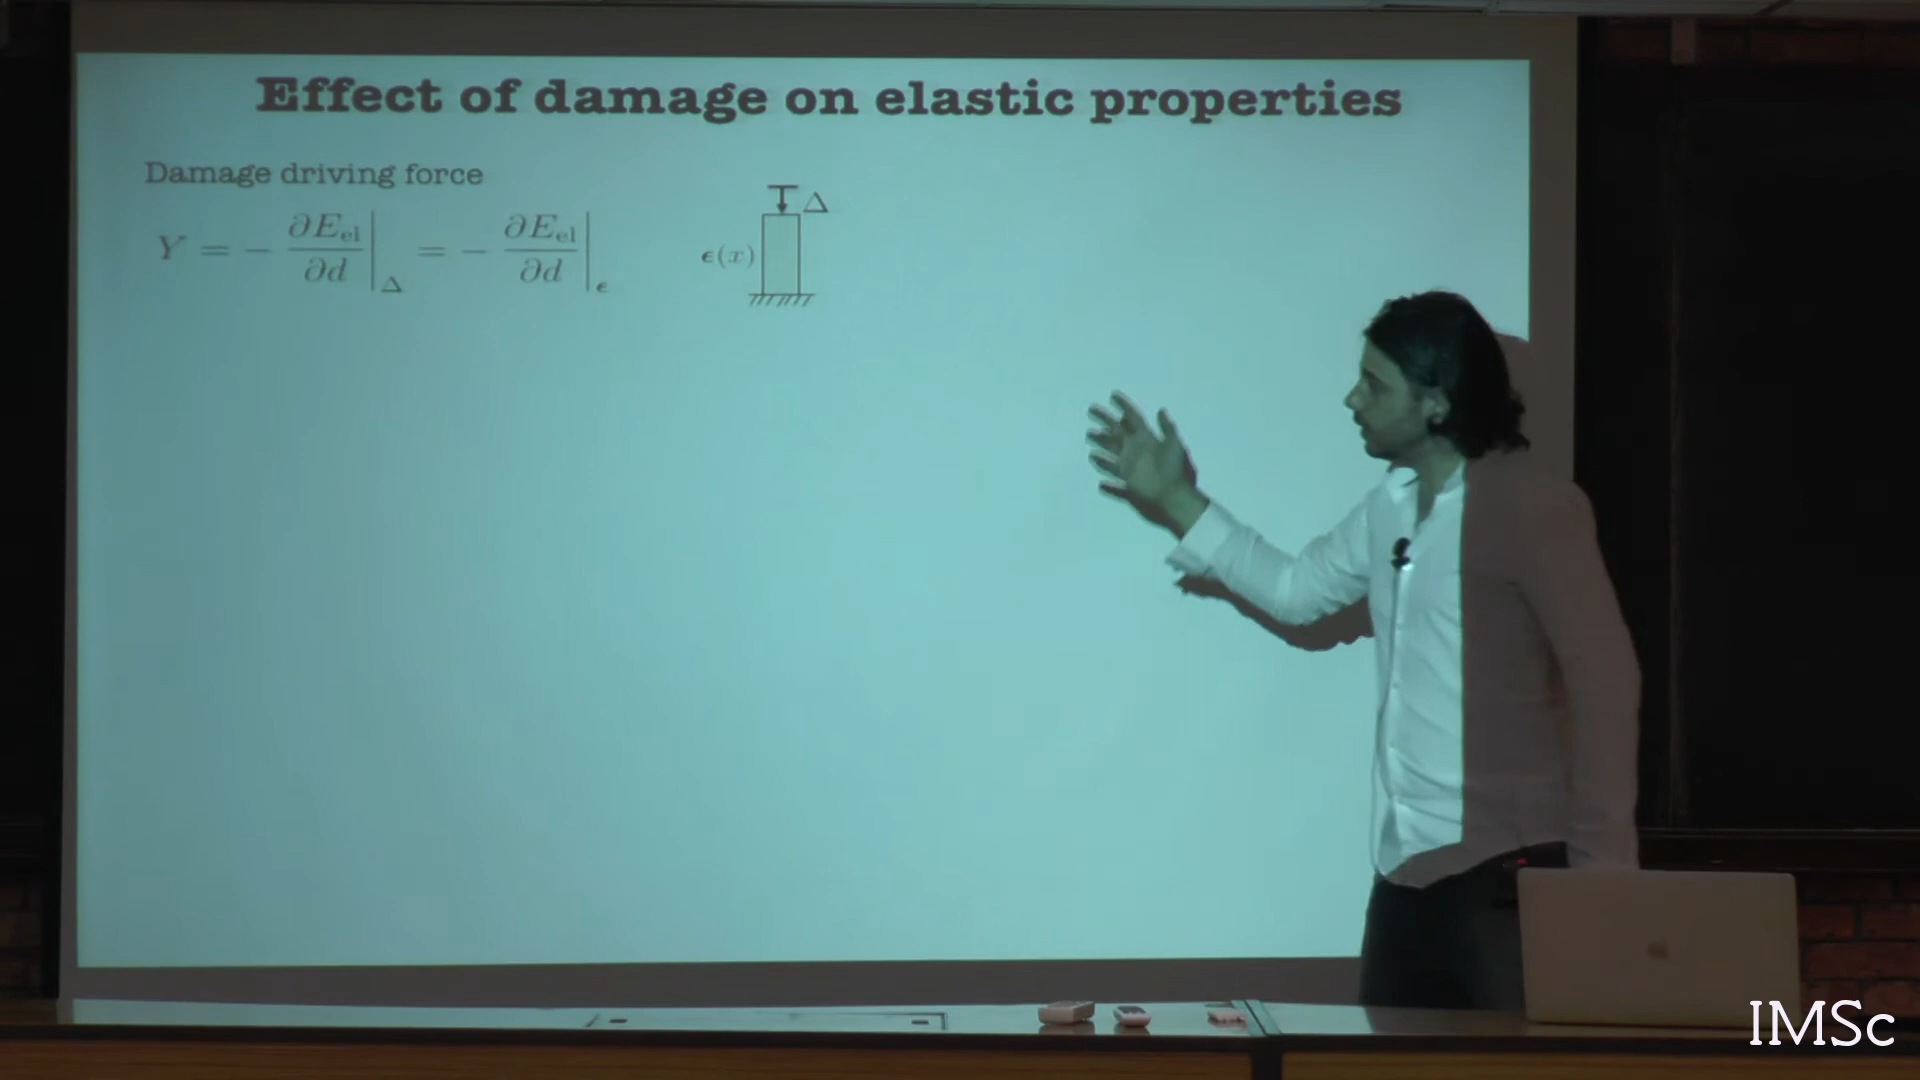 Effect of damage on elastic properties
Damage driving force
Y = − ∂E_el/∂d |_Δ = − ∂E_el/∂d |_ϵ
Δ
ϵ(x)
IMSc